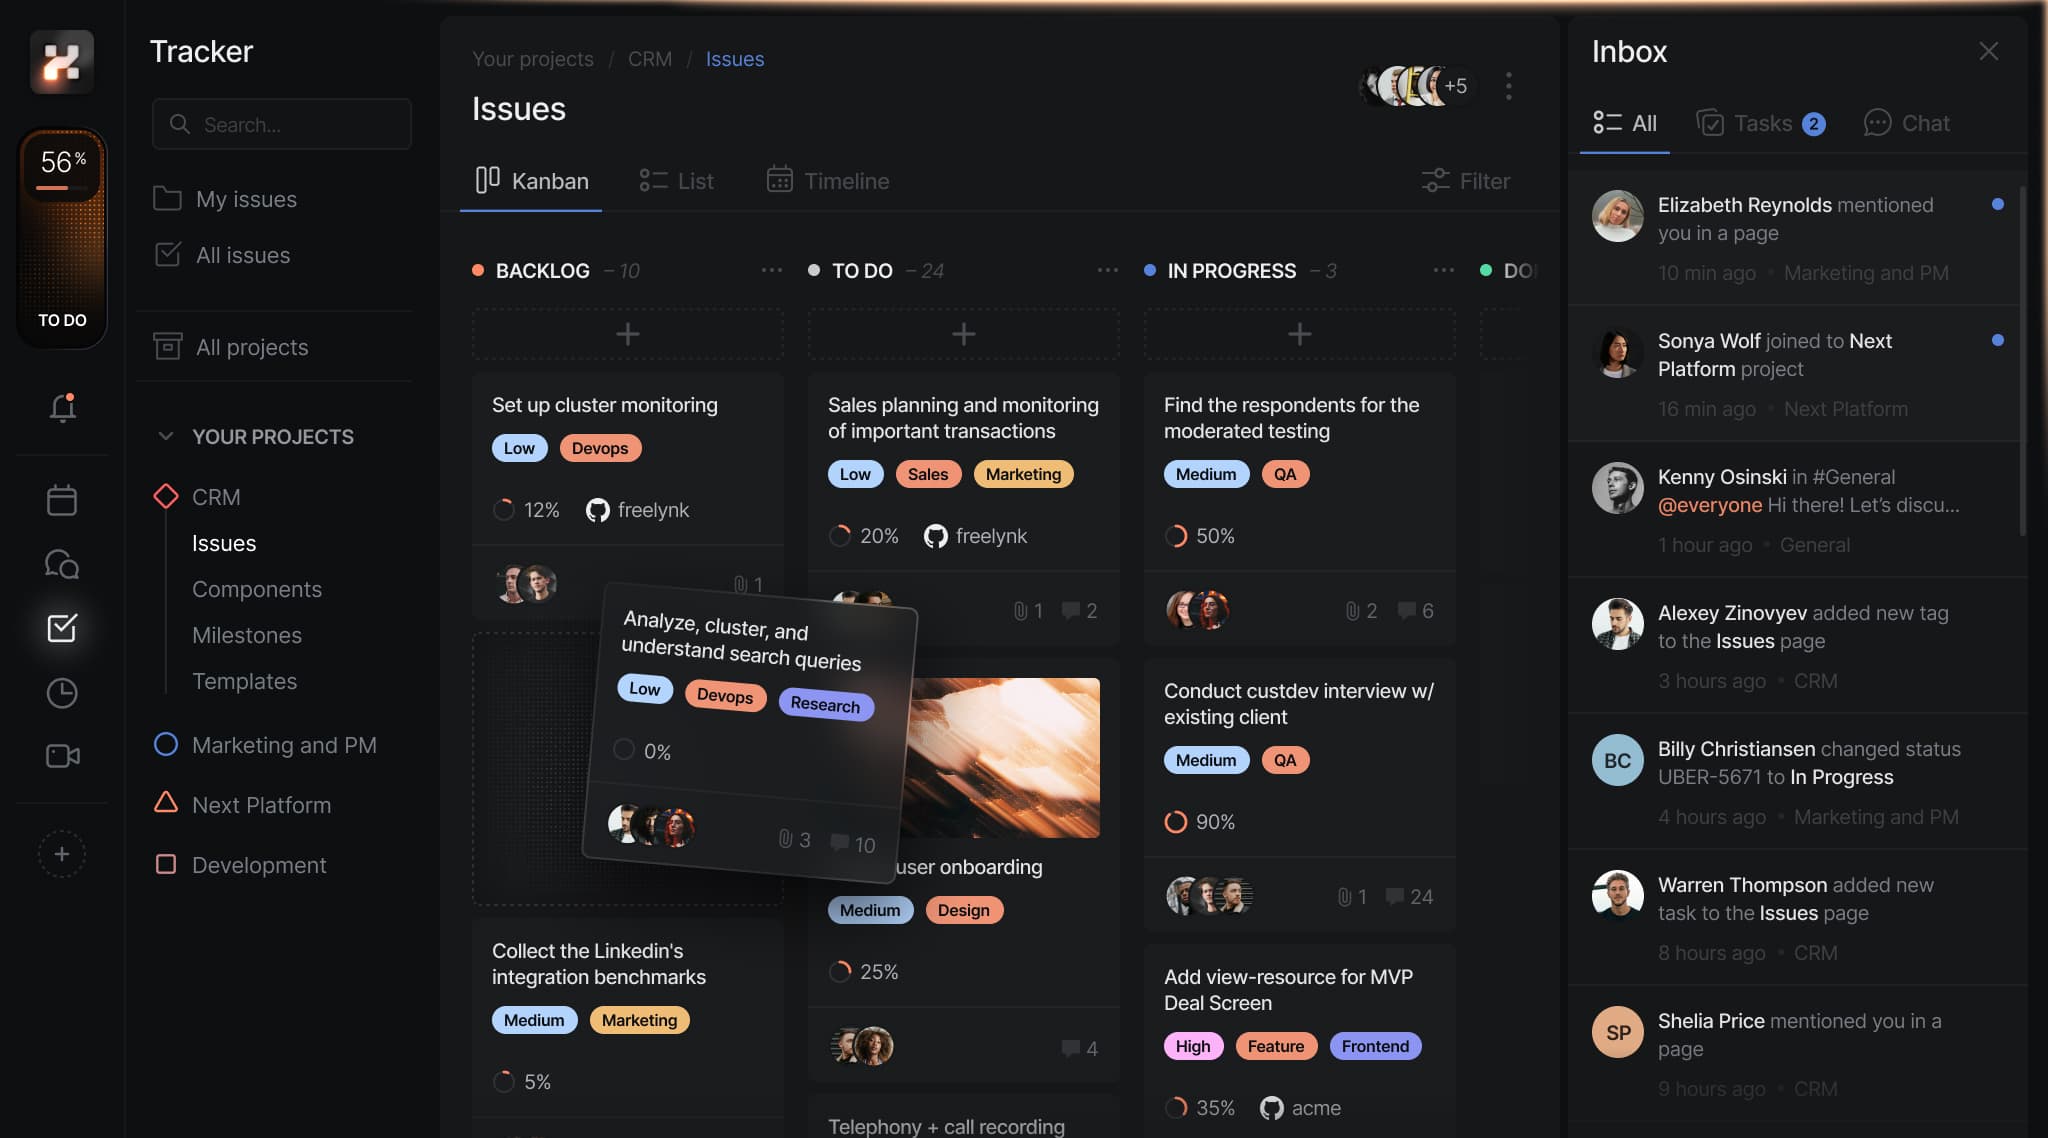 56%
TO DO
Tracker
Search...
My issues
All issues
All projects
YOUR PROJECTS
CRM
Issues
Components
Milestones
Templates
Marketing and PM
Next Platform
Development
Your projects / CRM / Issues
Issues
+5
Kanban
List
Timeline
Filter
BACKLOG – 10
Set up cluster monitoring
Low
Devops
12%
freelynk
1
Analyze, cluster, and
understand search queries
Low
Devops
Research
0%
3
10
Collect the Linkedin's
integration benchmarks
Medium
Marketing
5%
TO DO – 24
Sales planning and monitoring
of important transactions
Low
Sales
Marketing
20%
freelynk
1
2
user onboarding
Medium
Design
25%
4
Telephony + call recording
IN PROGRESS – 3
Find the respondents for the
moderated testing
Medium
QA
50%
2
6
Conduct custdev interview w/
existing client
Medium
QA
90%
1
24
Add view-resource for MVP
Deal Screen
High
Feature
Frontend
35%
acme
Inbox
All
Tasks 2
Chat
Elizabeth Reynolds mentioned
you in a page
10 min ago • Marketing and PM
Sonya Wolf joined to Next
Platform project
16 min ago • Next Platform
Kenny Osinski in #General
@everyone Hi there! Let’s discu...
1 hour ago • General
Alexey Zinovyev added new tag
to the Issues page
3 hours ago • CRM
BC
Billy Christiansen changed status
UBER-5671 to In Progress
4 hours ago • Marketing and PM
Warren Thompson added new
task to the Issues page
8 hours ago • CRM
SP
Shelia Price mentioned you in a
page
9 hours ago • CRM